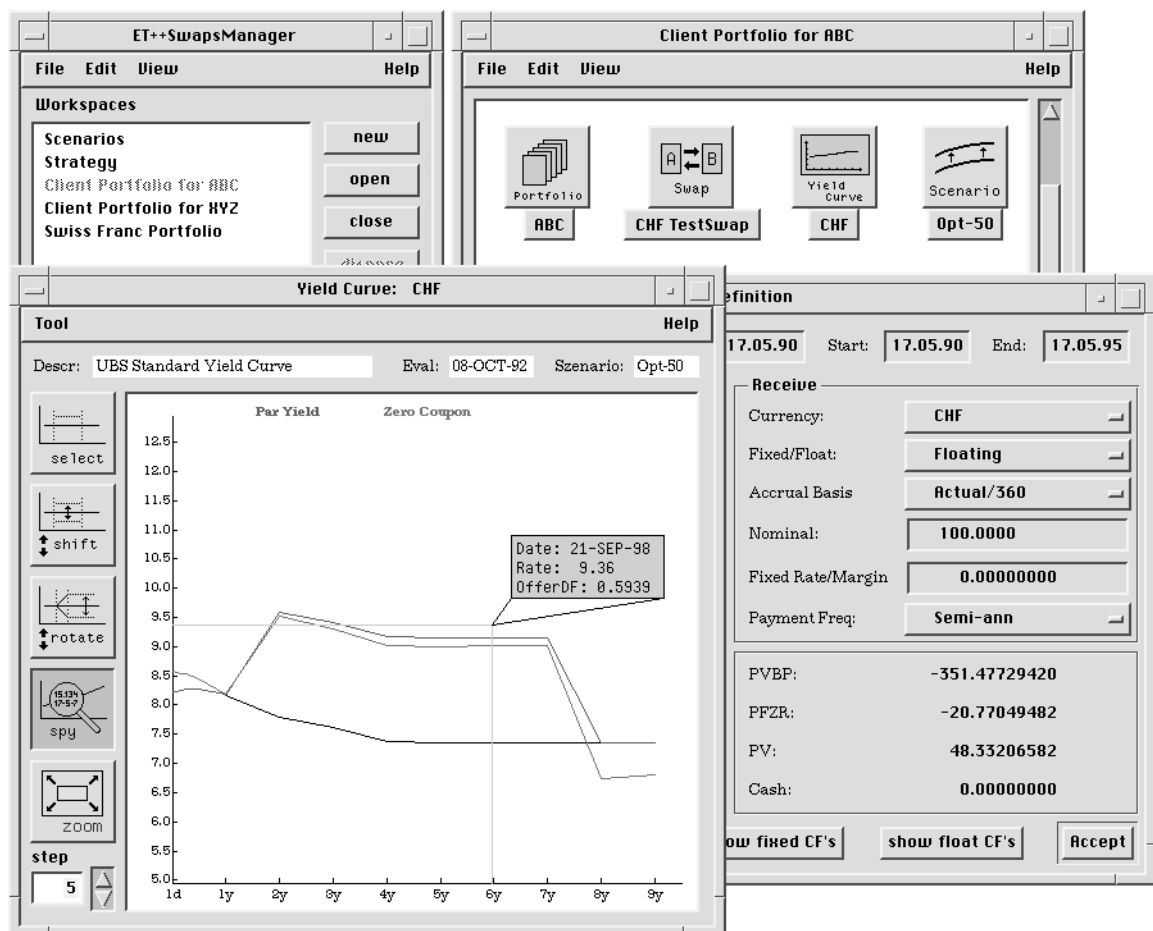 ET++SwapsManager
File Edit View Help
Workspaces
Scenarios
Strategy
Client Portfolio for ABC
Client Portfolio for XYZ
Swiss Franc Portfolio
new
open
close
Client Portfolio for ABC
File Edit View Help
Portfolio
ABC
A B
Swap
CHF TestSwap
Yield
Curve
CHF
Scenario
Opt-50
Yield Curve: CHF
Tool Help
Descr: UBS Standard Yield Curve Eval: 08-OCT-92 Szenario: Opt-50
select
shift
rotate
15.134
17-5-7
spy
zoom
step
5
Par Yield Zero Coupon
12.5
12.0
11.5
11.0
10.5
10.0
9.5
9.0
8.5
8.0
7.5
7.0
6.5
6.0
5.5
5.0
1d 1y 2y 3y 4y 5y 6y 7y 8y 9y
Date: 21-SEP-98
Rate: 9.36
OfferDF: 0.5939
efinition
17.05.90 Start: 17.05.90 End: 17.05.95
Receive
Currency: CHF
Fixed/Float: Floating
Accrual Basis Actual/360
Nominal: 100.0000
Fixed Rate/Margin 0.00000000
Payment Freq: Semi-ann
PVBP: -351.47729420
PFZR: -20.77049482
PV: 48.33206582
Cash: 0.00000000
ow fixed CF's show float CF's Accept